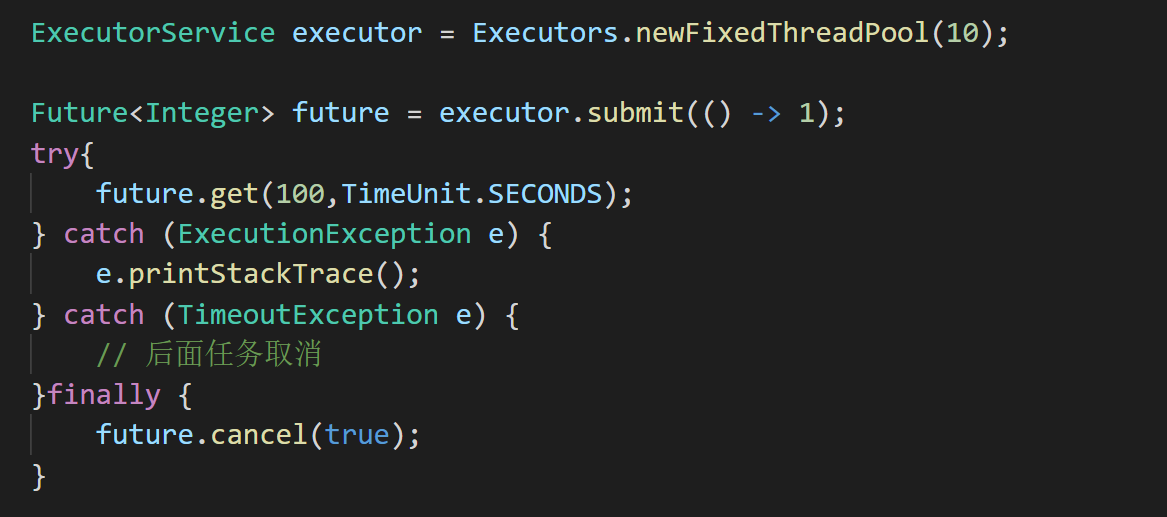 ExecutorService executor = Executors.newFixedThreadPool(10);
Future<Integer> future = executor.submit(() -> 1);
try{
    future.get(100,TimeUnit.SECONDS);
} catch (ExecutionException e) {
    e.printStackTrace();
} catch (TimeoutException e) {
    // 后面任务取消
}finally {
    future.cancel(true);
}